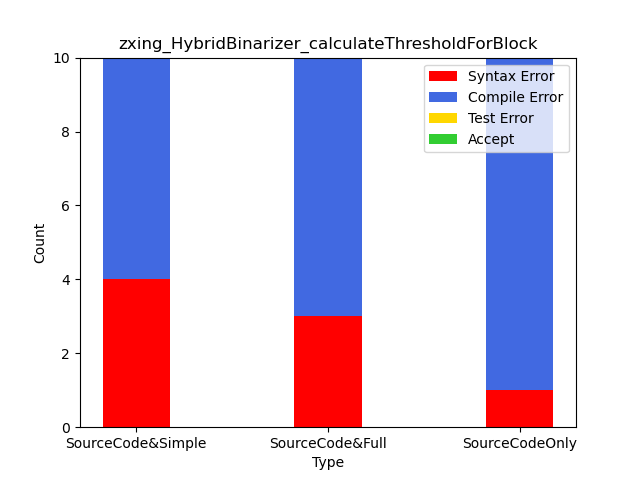 zxing_HybridBinarizer_calculateThresholdForBlock
Syntax Error
Compile Error
Test Error
Accept
Count
10
8
6
4
2
0
SourceCode&Simple
SourceCode&Full
SourceCodeOnly
Type